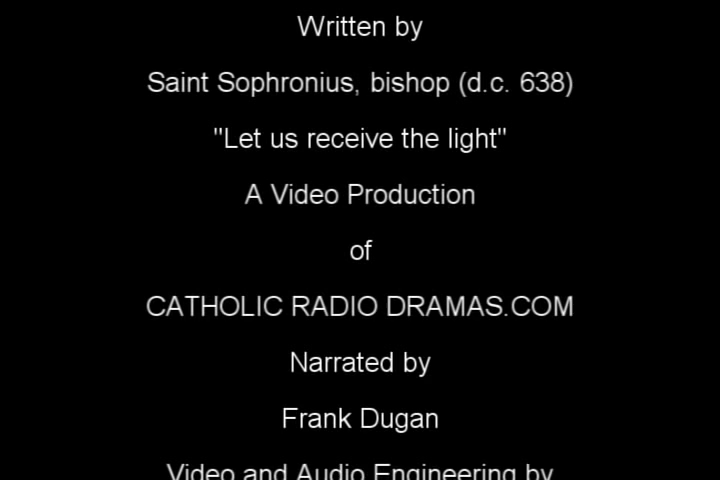 Written by
Saint Sophronius, bishop (d.c. 638)
"Let us receive the light"
A Video Production
of
CATHOLIC RADIO DRAMAS.COM
Narrated by
Frank Dugan
Video and Audio Engineering by